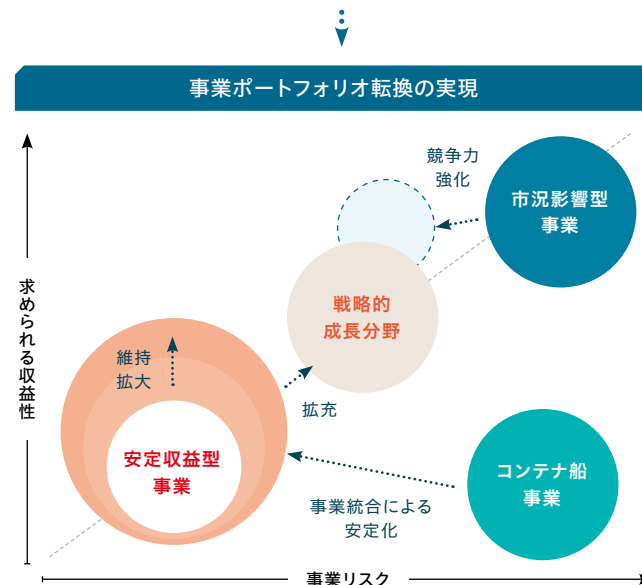 事業ポートフォリオ転換の実現
競争力
強化
市況影響型
事業
戦略的
成長分野
求められる収益性
維持
拡大
拡充
安定収益型
事業
コンテナ船
事業
事業統合による
安定化
事業リスク